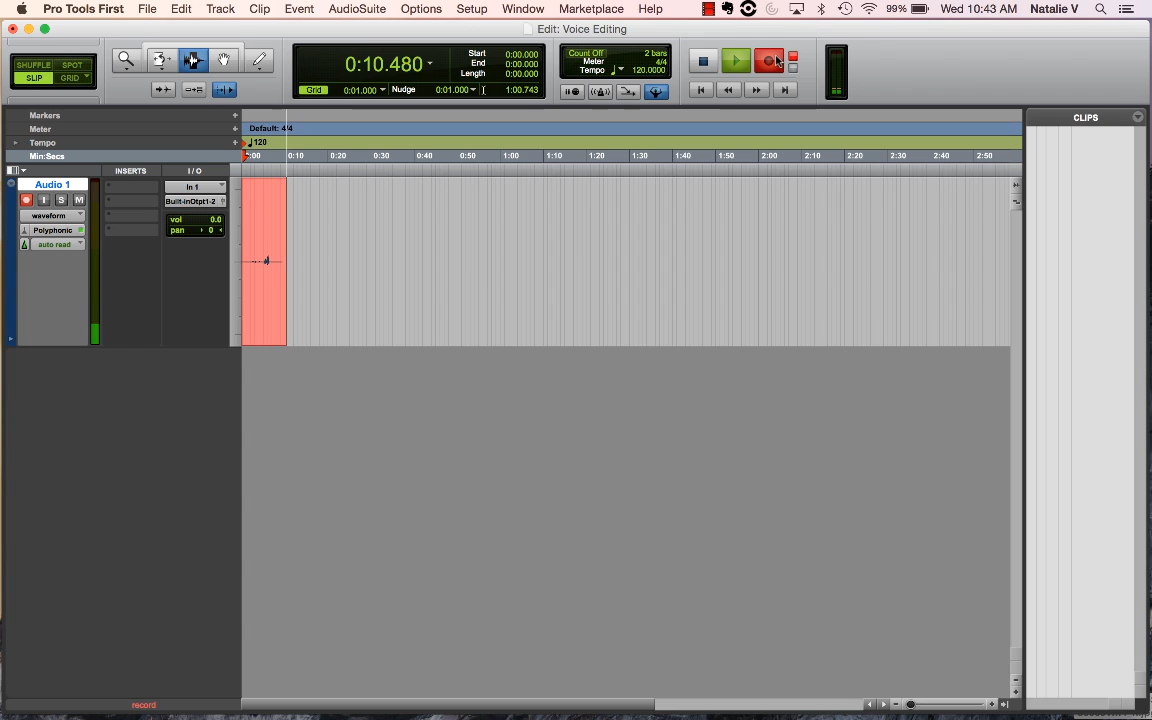 Pro Tools First File Edit Track Clip Event AudioSuite Options Setup Window Marketplace Help 99% Wed 10:43 AM Natalie V
Edit: Voice Editing
SHUFFLE SPOT
SLIP GRID
0:10.480
Start 0:00.000
End 0:00.000
Length 0:00.000
Grid 0:01.000 Nudge 0:01.000 1:00.743
Count Off 2 bars
Meter 4/4
Tempo 120.0000
Markers
Meter Default: 4/4
Tempo 120
Min:Secs 0:10 0:20 0:30 0:40 0:50 1:00 1:10 1:20 1:30 1:40 1:50 2:00 2:10 2:20 2:30 2:40 2:50
CLIPS
INSERTS I / O
Audio 1
I S M
waveform
Polyphonic
auto read
In 1
Built-inOtpt1-2
vol 0.0
pan 0
record